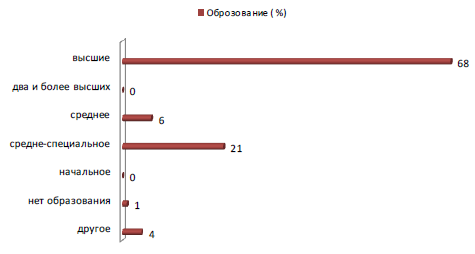 Оброзование ( %)
высшие 68
два и более высших 0
среднее 6
средне-специальное 21
начальное 0
нет образования 1
другое 4